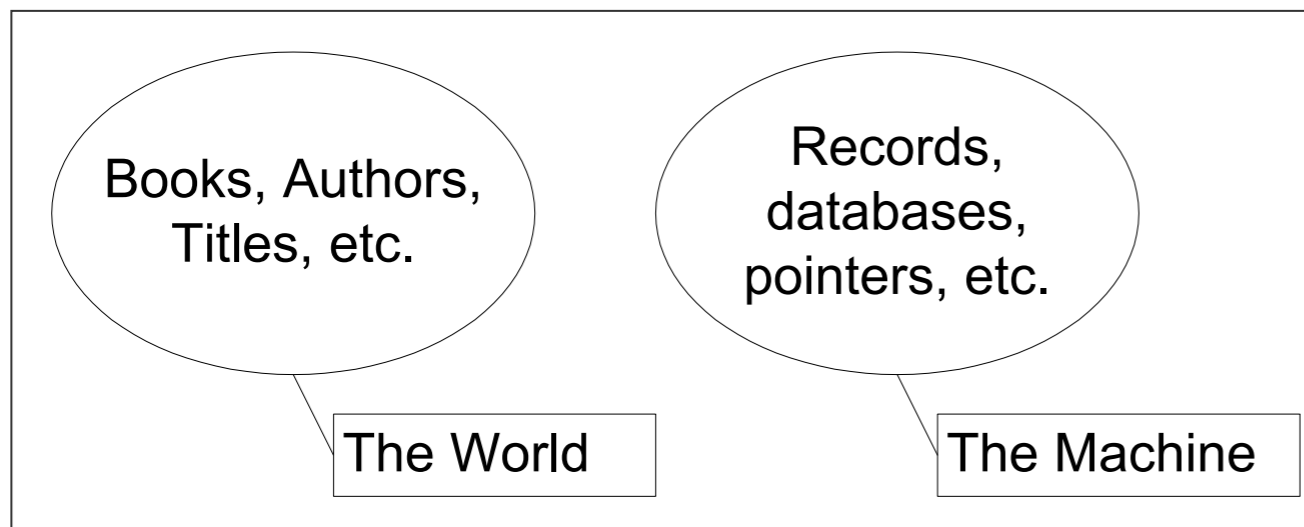 Books, Authors,
Titles, etc.
Records,
databases,
pointers, etc.
The World
The Machine